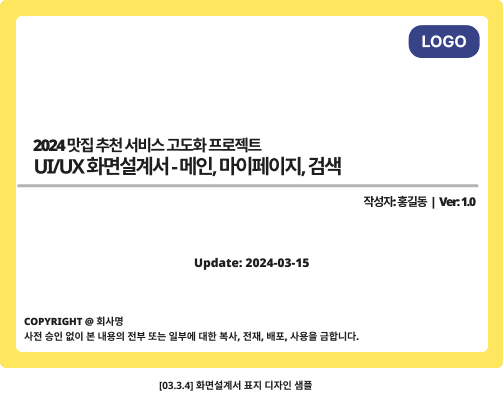 LOGO
2024 맛집 추천 서비스 고도화 프로젝트
UI/UX 화면설계서 - 메인, 마이페이지, 검색
작성자: 홍길동 | Ver: 1.0
Update: 2024-03-15
COPYRIGHT @ 회사명
사전 승인 없이 본 내용의 전부 또는 일부에 대한 복사, 전재, 배포, 사용을 금합니다.
[03.3.4] 화면설계서 표지 디자인 샘플